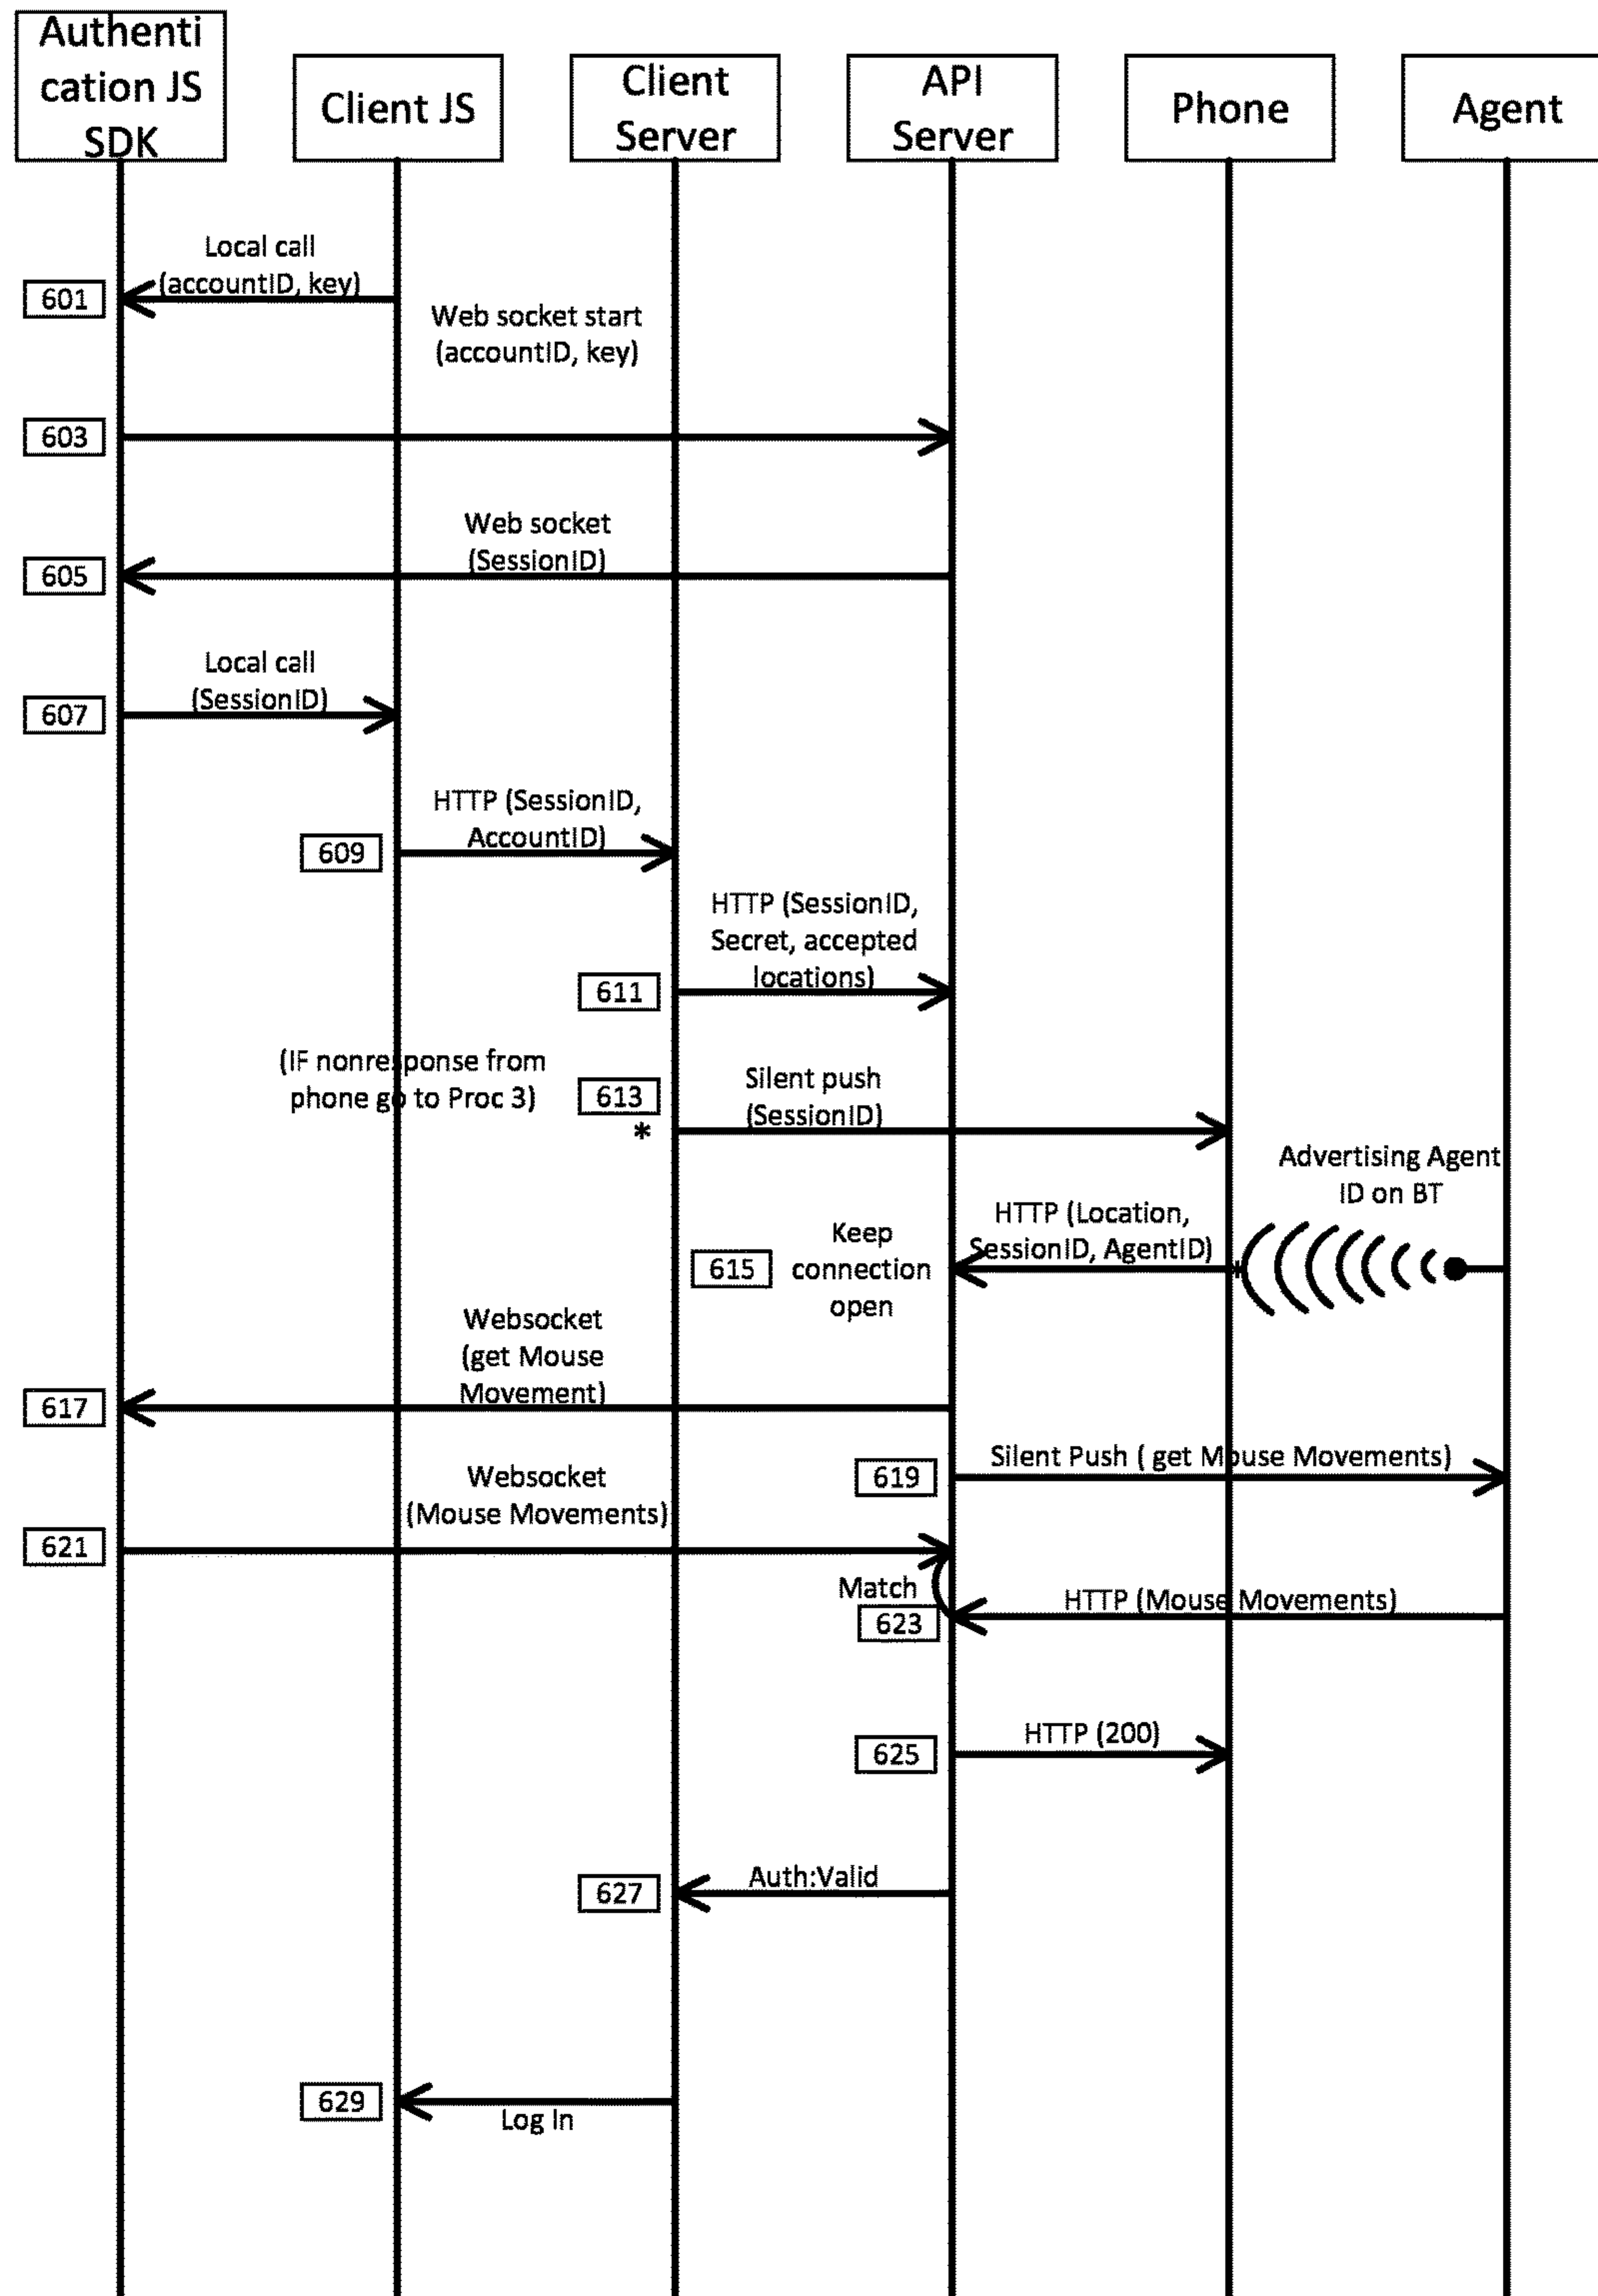 Authenti
cation JS
SDK
Client JS
Client
Server
API
Server
Phone
Agent
Local call
(accountID, key)
601
Web socket start
(accountID, key)
603
Web socket
(SessionID)
605
Local call
(SessionID)
607
HTTP (SessionID,
AccountID)
609
HTTP (SessionID,
Secret, accepted
locations)
611
(IF nonresponse from
phone go to Proc 3)
613
*
Silent push
(SessionID)
Advertising Agent
ID on BT
HTTP (Location,
SessionID, AgentID)
615
Keep
connection
open
Websocket
(get Mouse
Movement)
617
Silent Push ( get Mouse Movements)
619
Websocket
(Mouse Movements)
621
Match
623
HTTP (Mouse Movements)
HTTP (200)
625
Auth:Valid
627
629
Log In